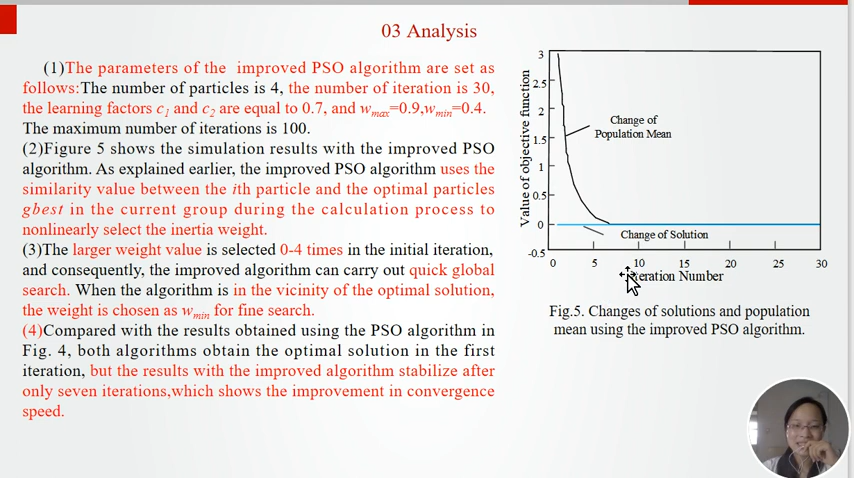 03 Analysis
(1)The parameters of the improved PSO algorithm are set as
follows:The number of particles is 4, the number of iteration is 30,
the learning factors c1 and c2 are equal to 0.7, and wmax=0.9,wmin=0.4.
The maximum number of iterations is 100.
(2)Figure 5 shows the simulation results with the improved PSO
algorithm. As explained earlier, the improved PSO algorithm uses the
similarity value between the ith particle and the optimal particles
gbest in the current group during the calculation process to
nonlinearly select the inertia weight.
(3)The larger weight value is selected 0-4 times in the initial iteration,
and consequently, the improved algorithm can carry out quick global
search. When the algorithm is in the vicinity of the optimal solution,
the weight is chosen as wmin for fine search.
(4)Compared with the results obtained using the PSO algorithm in
Fig. 4, both algorithms obtain the optimal solution in the first
iteration, but the results with the improved algorithm stabilize after
only seven iterations,which shows the improvement in convergence
speed.
Value of objective function
3
2.5
2
1.5
1
0.5
0
-0.5
Change of
Population Mean
Change of Solution
0 5 10 15 20 25 30
Number
Fig.5. Changes of solutions and population
mean using the improved PSO algorithm.